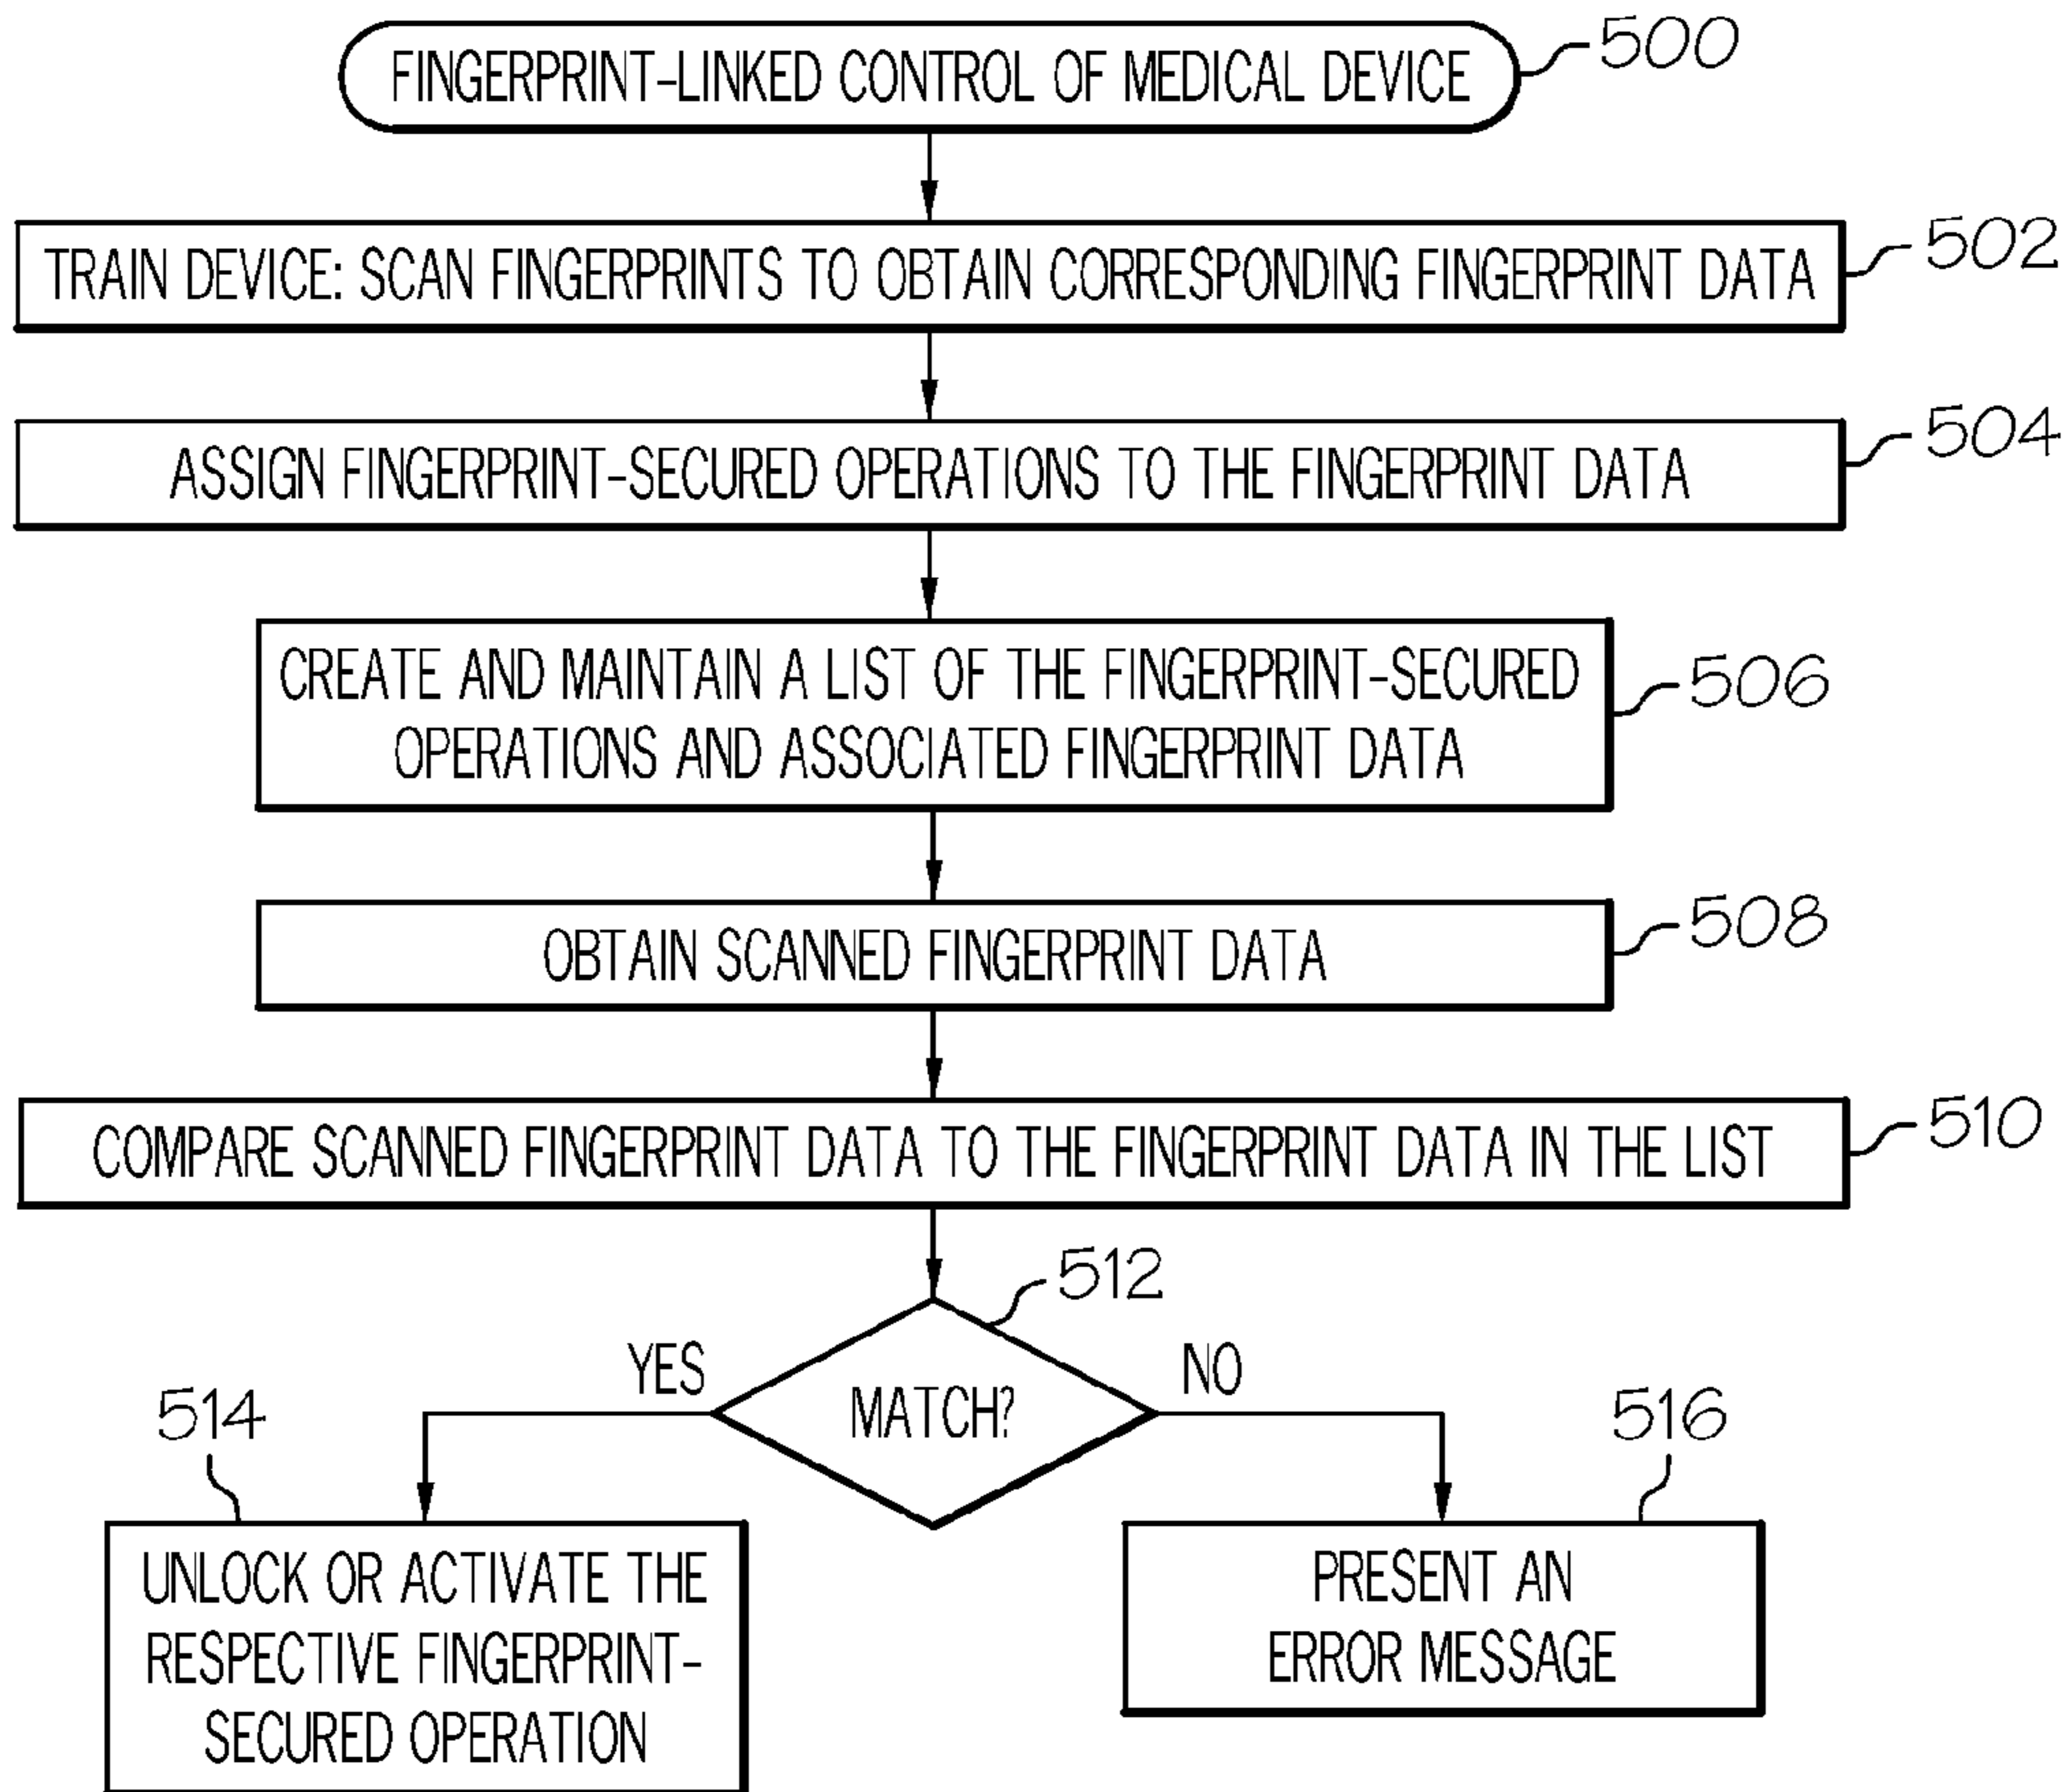 FINGERPRINT-LINKED CONTROL OF MEDICAL DEVICE
500
TRAIN DEVICE: SCAN FINGERPRINTS TO OBTAIN CORRESPONDING FINGERPRINT DATA
502
ASSIGN FINGERPRINT-SECURED OPERATIONS TO THE FINGERPRINT DATA
504
CREATE AND MAINTAIN A LIST OF THE FINGERPRINT-SECURED
OPERATIONS AND ASSOCIATED FINGERPRINT DATA
506
OBTAIN SCANNED FINGERPRINT DATA
508
COMPARE SCANNED FINGERPRINT DATA TO THE FINGERPRINT DATA IN THE LIST
510
512
MATCH?
YES
NO
514
UNLOCK OR ACTIVATE THE
RESPECTIVE FINGERPRINT-
SECURED OPERATION
516
PRESENT AN
ERROR MESSAGE